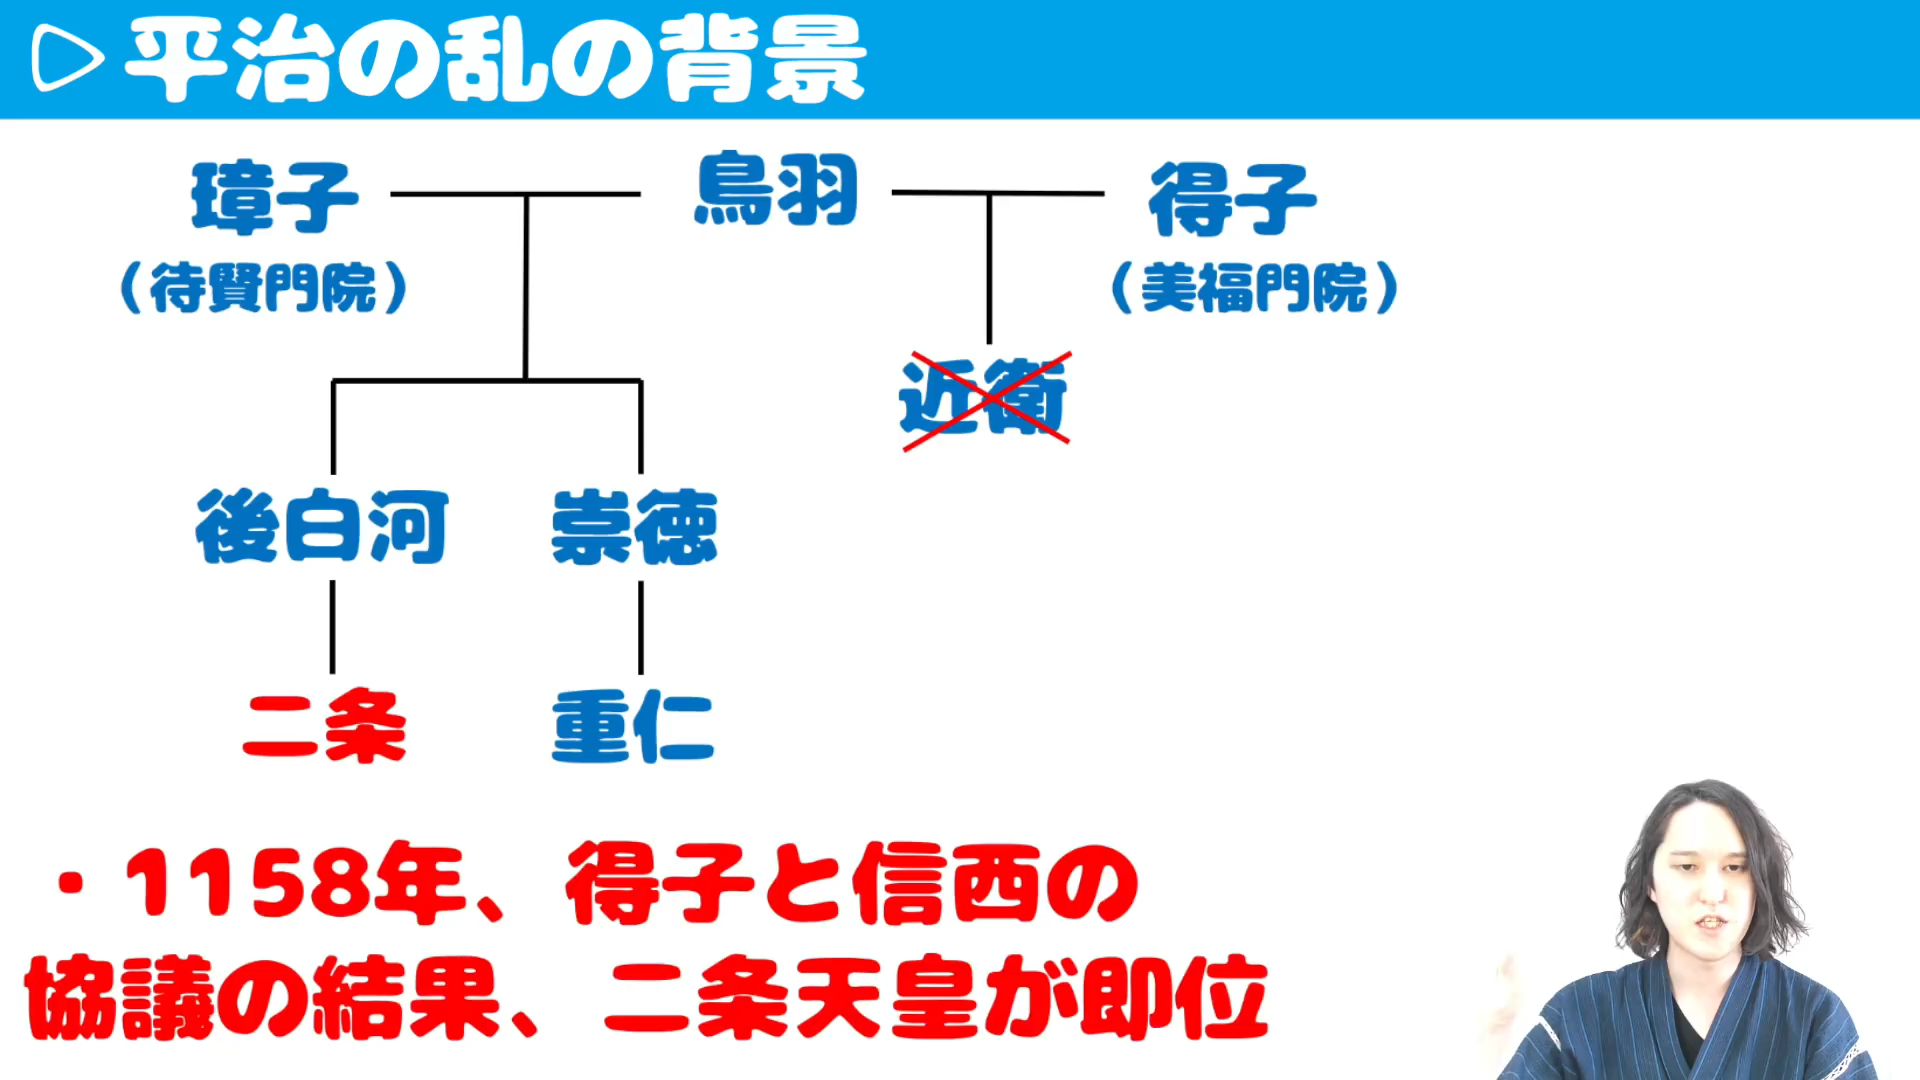 平治の乱の背景
璋子 鳥羽 得子
（待賢門院） （美福門院）
近衛
後白河 崇徳
二条 重仁
・1158年、得子と信西の
協議の結果、二条天皇が即位